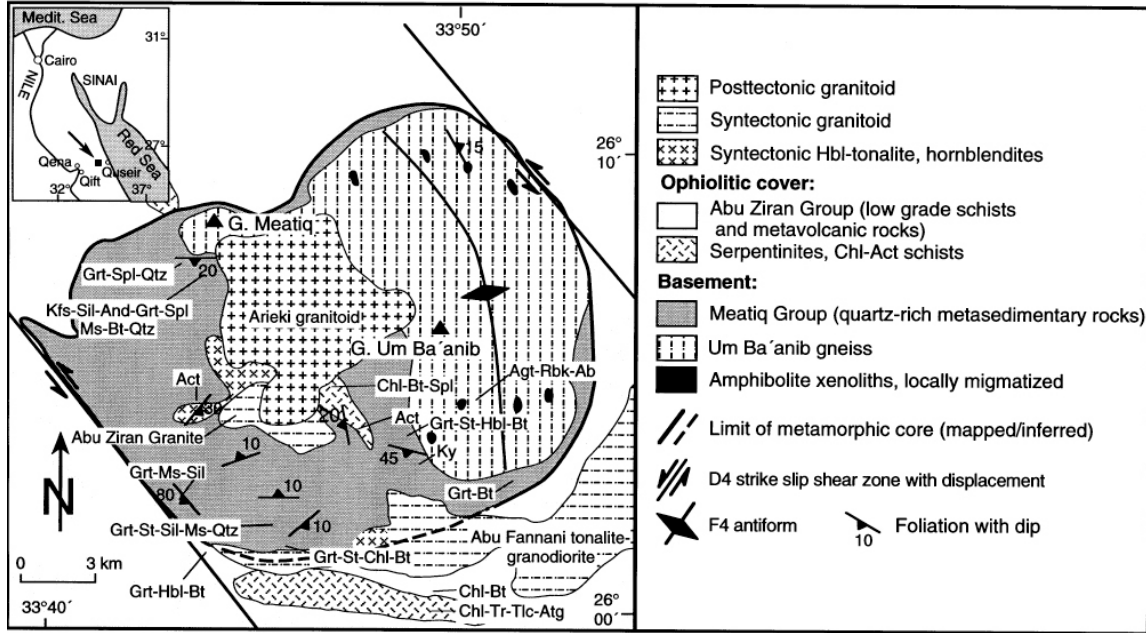 Medit. Sea
31°
Cairo
NILE
SINAI
Red Sea
27°
Qena
Quseir
Qift
32°
37°
33°50´
26°
10´
15
G. Meatiq
20
Grt-Spl-Qtz
Kfs-Sil-And-Grt-Spl
Ms-Bt-Qtz
Arieki granitoid
G. Um Ba´anib
Act
Chl-Bt-Spl
Agt-Rbk-Ab
30
20
Act
Grt-St-Hbl-Bt
Abu Ziran Granite
10
45
Ky
Grt-Ms-Sil
Grt-Bt
80
10
Grt-St-Sil-Ms-Qtz
10
Abu Fannani tonalite-
granodiorite
Grt-St-Chl-Bt
N
0 3 km
Grt-Hbl-Bt
Chl-Bt
Chl-Tr-Tlc-Atg
33°40´
26°
00´
Posttectonic granitoid
Syntectonic granitoid
Syntectonic Hbl-tonalite, hornblendites
Ophiolitic cover:
Abu Ziran Group (low grade schists
and metavolcanic rocks)
Serpentinites, Chl-Act schists
Basement:
Meatiq Group (quartz-rich metasedimentary rocks)
Um Ba´anib gneiss
Amphibolite xenoliths, locally migmatized
Limit of metamorphic core (mapped/inferred)
D4 strike slip shear zone with displacement
F4 antiform
Foliation with dip
10